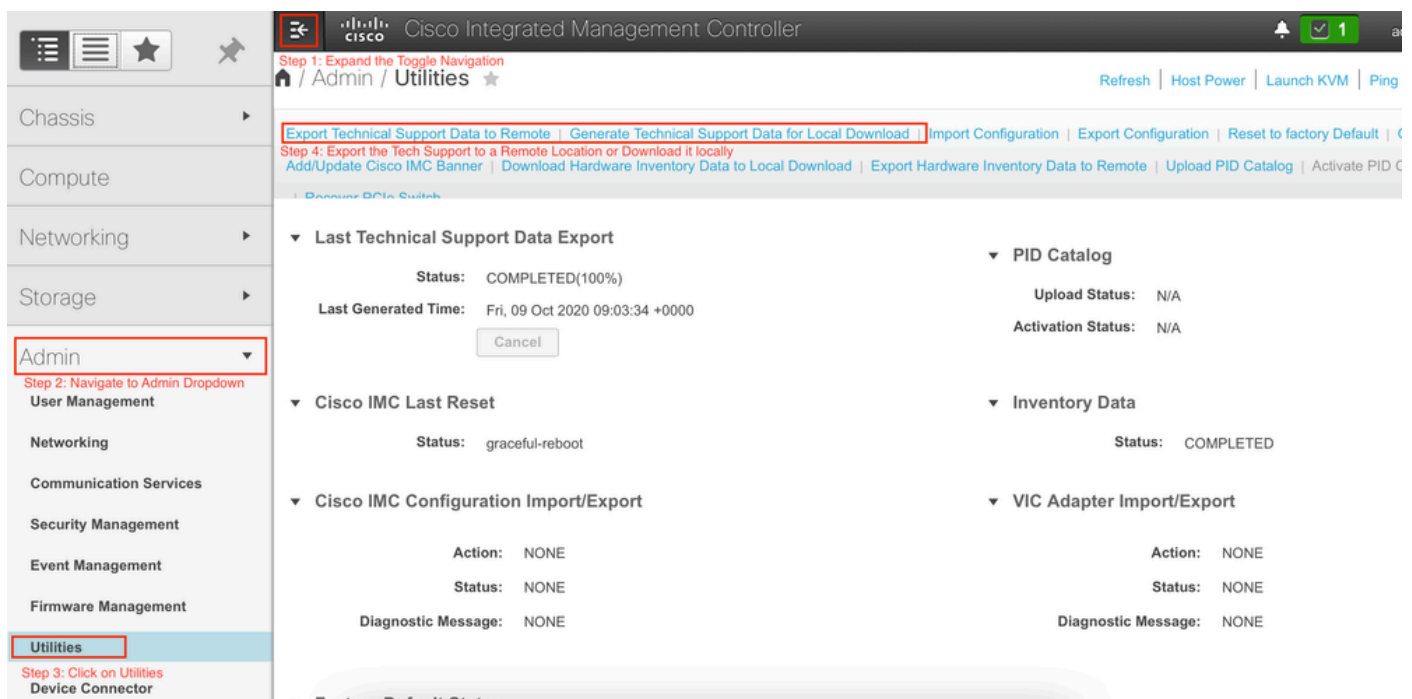 cisco Cisco Integrated Management Controller
1
Step 1: Expand the Toggle Navigation
/ Admin / Utilities
Refresh | Host Power | Launch KVM | Ping
Export Technical Support Data to Remote | Generate Technical Support Data for Local Download | Import Configuration | Export Configuration | Reset to factory Default |
Step 4: Export the Tech Support to a Remote Location or Download it locally
Add/Update Cisco IMC Banner | Download Hardware Inventory Data to Local Download | Export Hardware Inventory Data to Remote | Upload PID Catalog | Activate PID
| Recover PCIe Switch
Chassis
Compute
Networking
Storage
Admin
Step 2: Navigate to Admin Dropdown
User Management
Networking
Communication Services
Security Management
Event Management
Firmware Management
Utilities
Step 3: Click on Utilities
Device Connector
Last Technical Support Data Export
Status: COMPLETED(100%)
Last Generated Time: Fri, 09 Oct 2020 09:03:34 +0000
Cancel
Cisco IMC Last Reset
Status: graceful-reboot
Cisco IMC Configuration Import/Export
Action: NONE
Status: NONE
Diagnostic Message: NONE
PID Catalog
Upload Status: N/A
Activation Status: N/A
Inventory Data
Status: COMPLETED
VIC Adapter Import/Export
Action: NONE
Status: NONE
Diagnostic Message: NONE